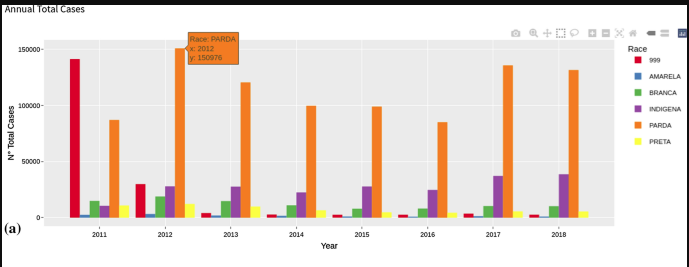 Annual Total Cases
Race: PARDA
x: 2012
y: 150976
Race
999
AMARELA
BRANCA
INDIGENA
PARDA
PRETA
N° Total Cases
150000
100000
50000
0
2011 2012 2013 2014 2015 2016 2017 2018
Year
(a)